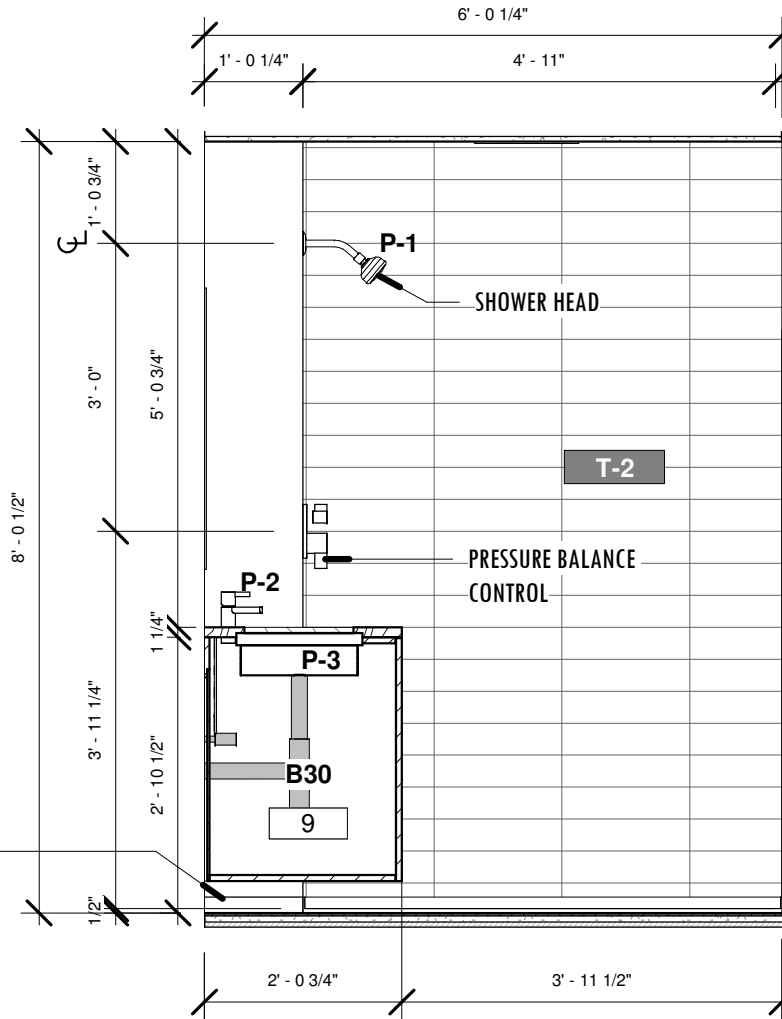 6' - 0 1/4"
1' - 0 1/4"
4' - 11"
1' - 0 3/4"
CL
P-1
SHOWER HEAD
3' - 0"
5' - 0 3/4"
8' - 0 1/2"
T-2
PRESSURE BALANCE
CONTROL
P-2
1 1/4"
P-3
3' - 11 1/4"
2' - 10 1/2"
B30
9
1/2"
2' - 0 3/4"
3' - 11 1/2"